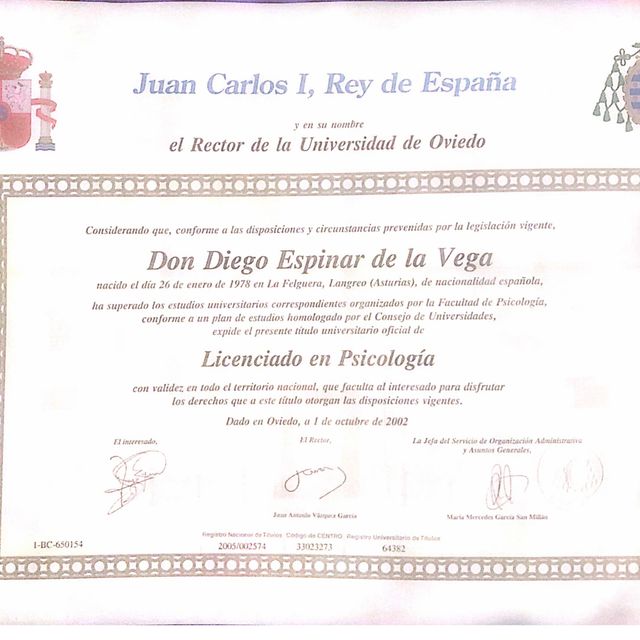 Juan Carlos I, Rey de España
y en su nombre
el Rector de la Universidad de Oviedo
Considerando que, conforme a las disposiciones y circunstancias prevenidas por la legislación vigente,
Don Diego Espinar de la Vega
nacido el día 26 de enero de 1978 en La Felguera, Langreo (Asturias), de nacionalidad española,
ha superado los estudios universitarios correspondientes organizados por la Facultad de Psicología,
conforme a un plan de estudios homologado por el Consejo de Universidades,
expide el presente título universitario oficial de
Licenciado en Psicología
con validez en todo el territorio nacional, que faculta al interesado para disfrutar
los derechos que a este título otorgan las disposiciones vigentes.
Dado en Oviedo, a 1 de octubre de 2002
El interesado,
El Rector,
La Jefa del Servicio de Organización Administrativa
y Asuntos Generales,
Juan Antonio Vázquez García
María Mercedes García San Millán
Registro Nacional de Títulos Código de CENTRO Registro Universitario de Títulos
1-BC-650154
2005/002574 33023273 64382